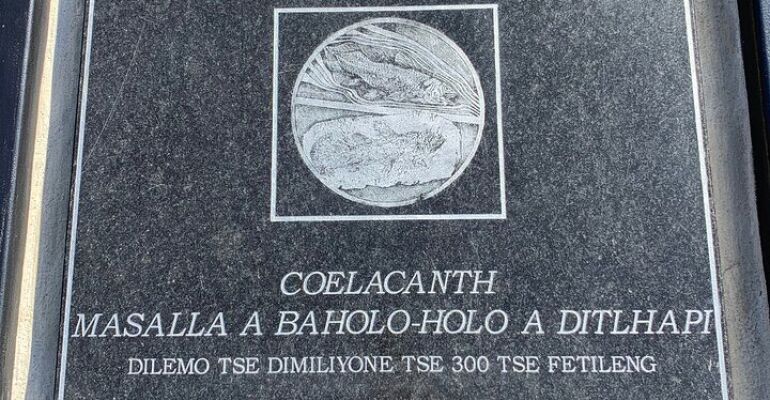 COELACANTH
MASALLA A BAHOLO-HOLO A DITLHAPI
DILEMO TSE DIMILIYONE TSE 300 TSE FETILENG